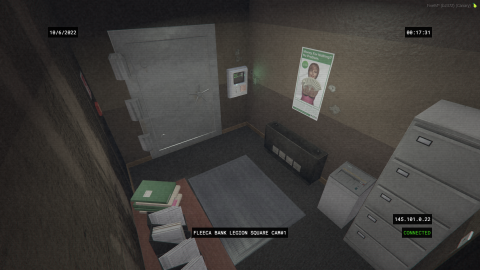 10/6/2022
00:17:31
145.101.0.22
FLEECA BANK LEGION SQUARE CAM#1
CONNECTED